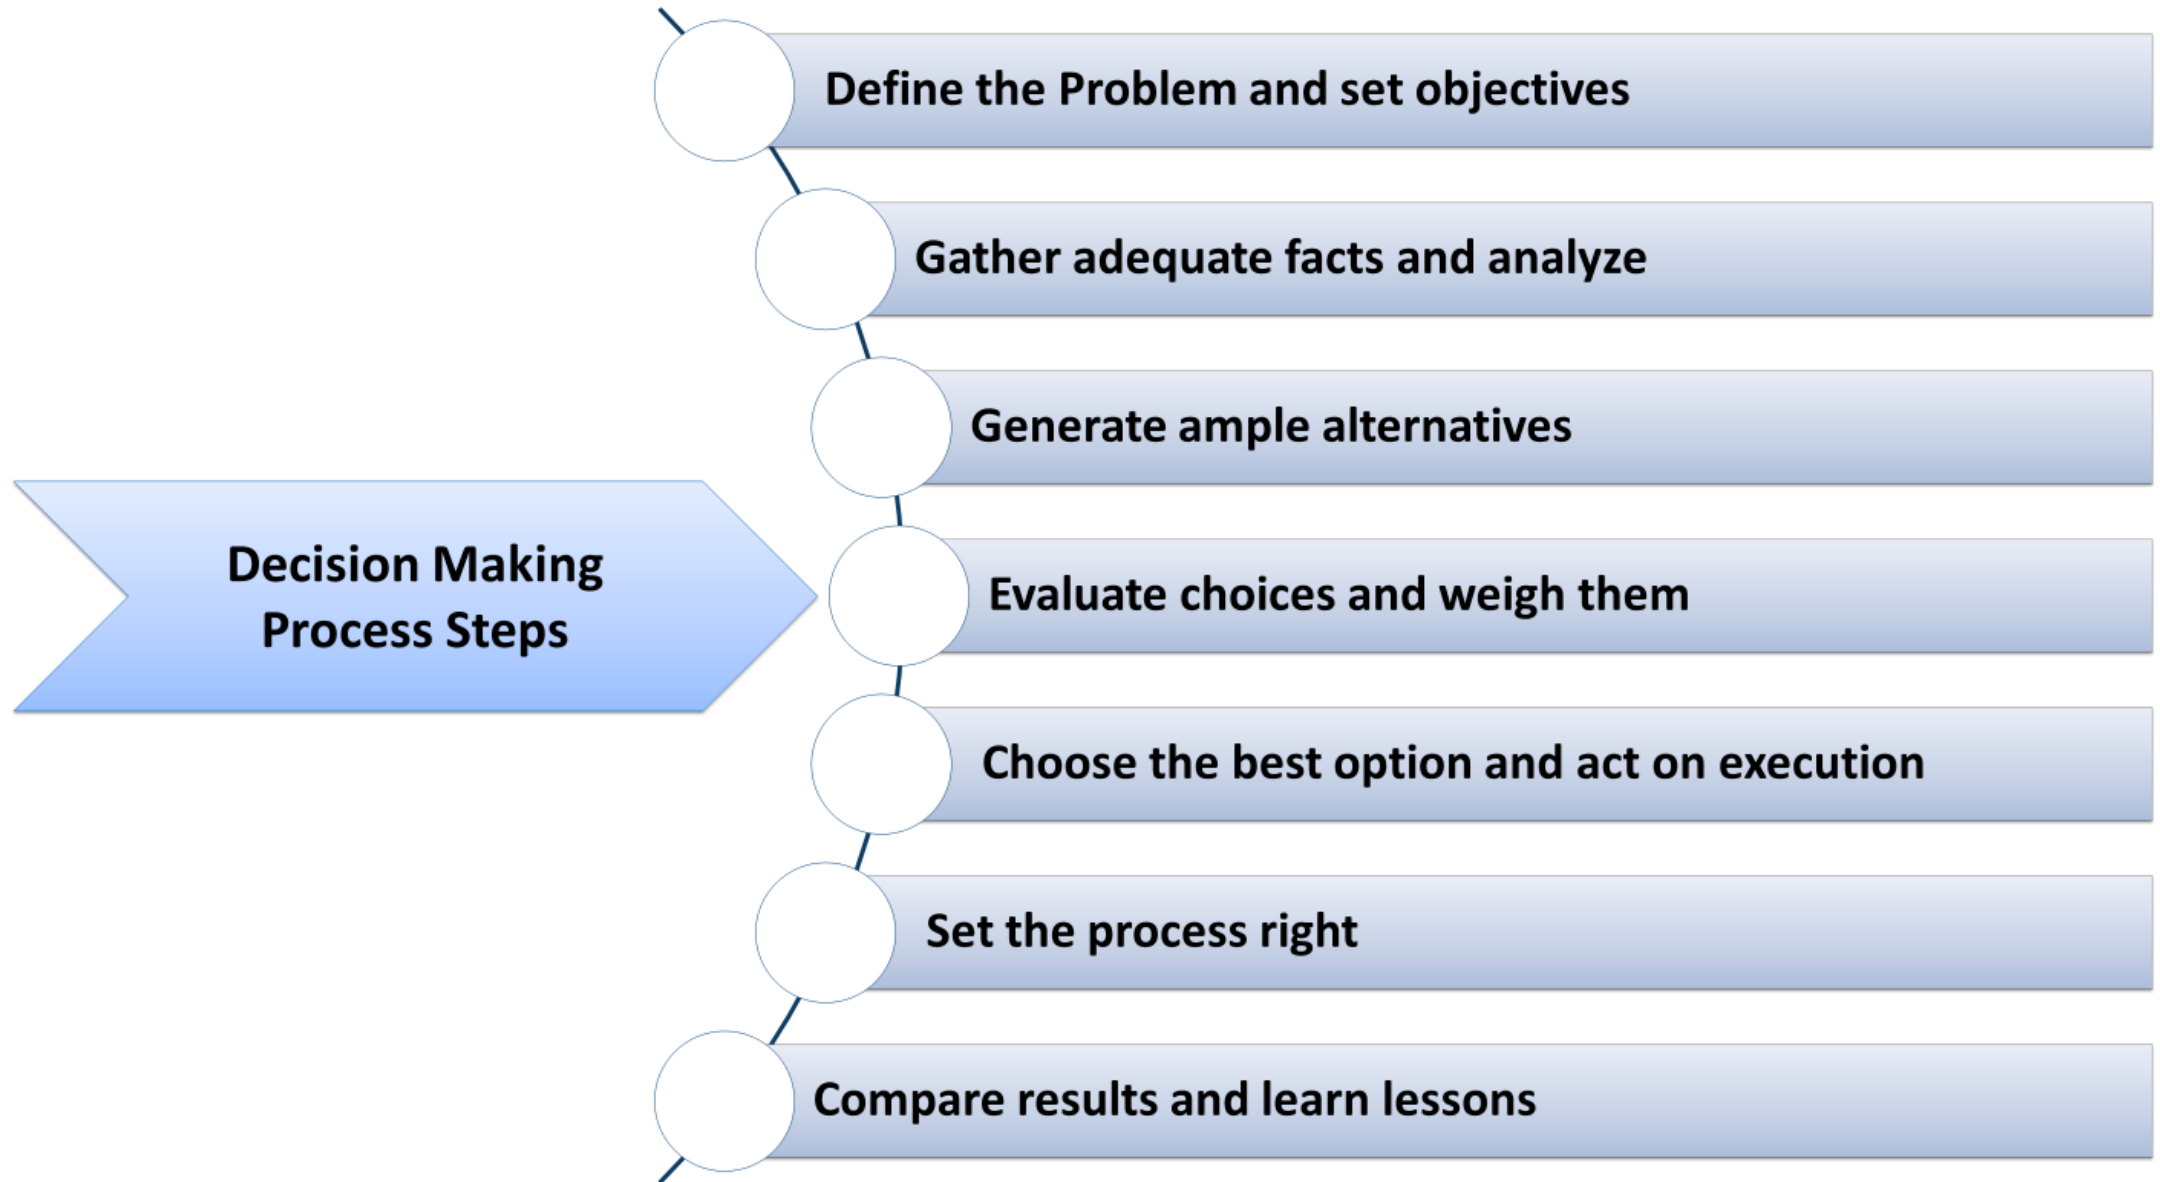 Define the Problem and set objectives
Gather adequate facts and analyze
Generate ample alternatives
Decision Making
Process Steps
Evaluate choices and weigh them
Choose the best option and act on execution
Set the process right
Compare results and learn lessons